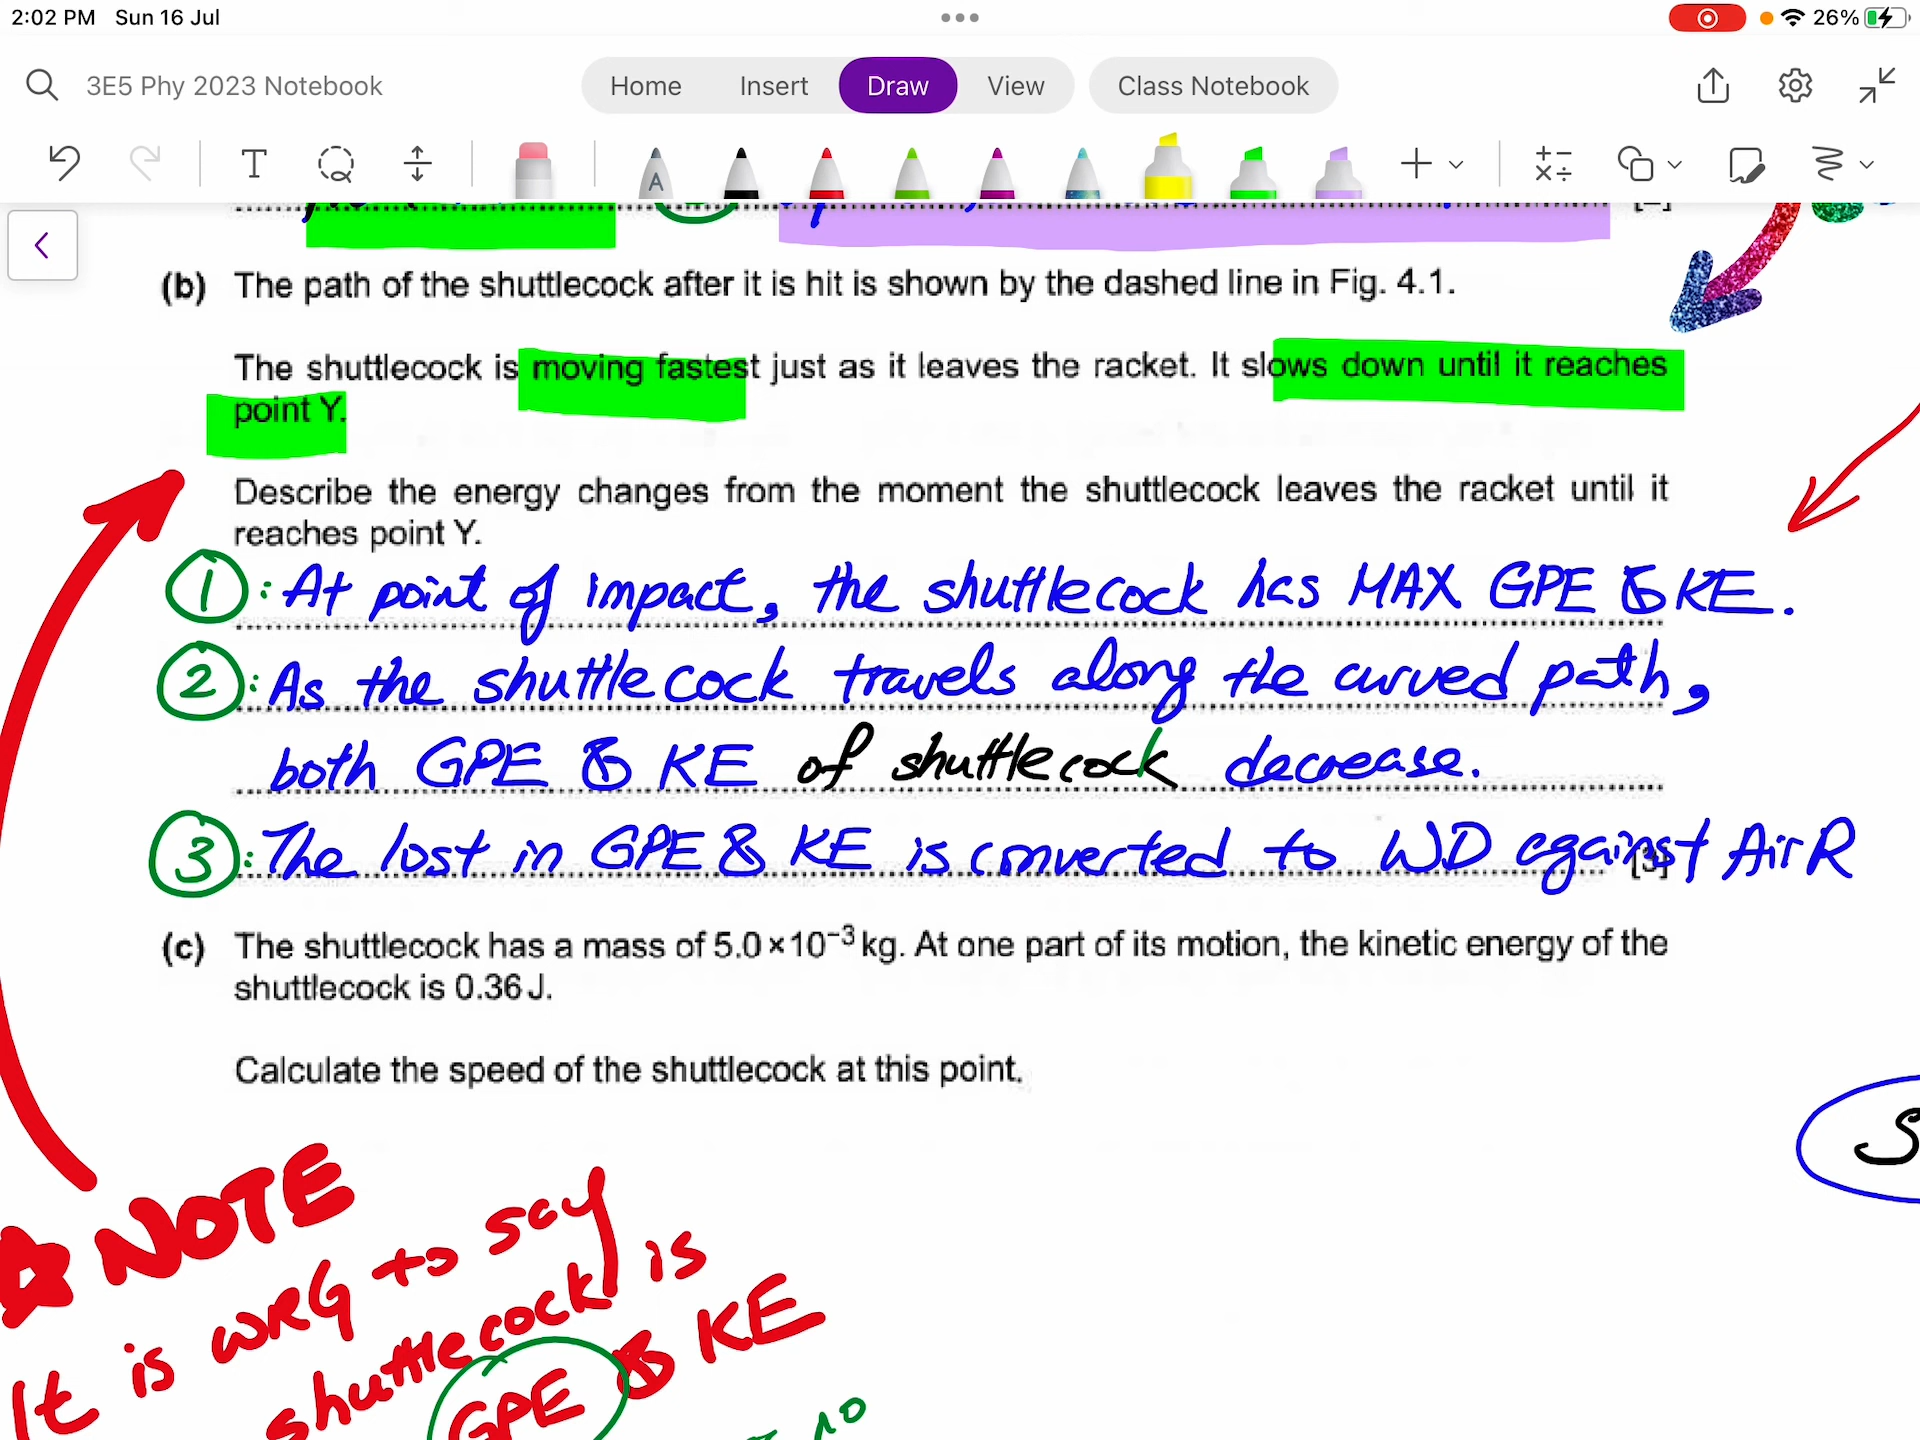 2:02 PM Sun 16 Jul
26%
3E5 Phy 2023 Notebook
Home Insert Draw View Class Notebook
T A
(b) The path of the shuttlecock after it is hit is shown by the dashed line in Fig. 4.1.
The shuttlecock is moving fastest just as it leaves the racket. It slows down until it reaches
point Y.
Describe the energy changes from the moment the shuttlecock leaves the racket until it
reaches point Y.
1 : At point of impact, the shuttlecock has MAX GPE & KE.
2 : As the shuttlecock travels along the curved path,
both GPE & KE of shuttlecock decrease.
3 : The lost in GPE & KE is converted to WD against Air R
[3]
(c) The shuttlecock has a mass of 5.0 × 10⁻³ kg. At one part of its motion, the kinetic energy of the
shuttlecock is 0.36 J.
Calculate the speed of the shuttlecock at this point.
S
NOTE
It is WRG to say
shuttlecock is
GPE & KE
no